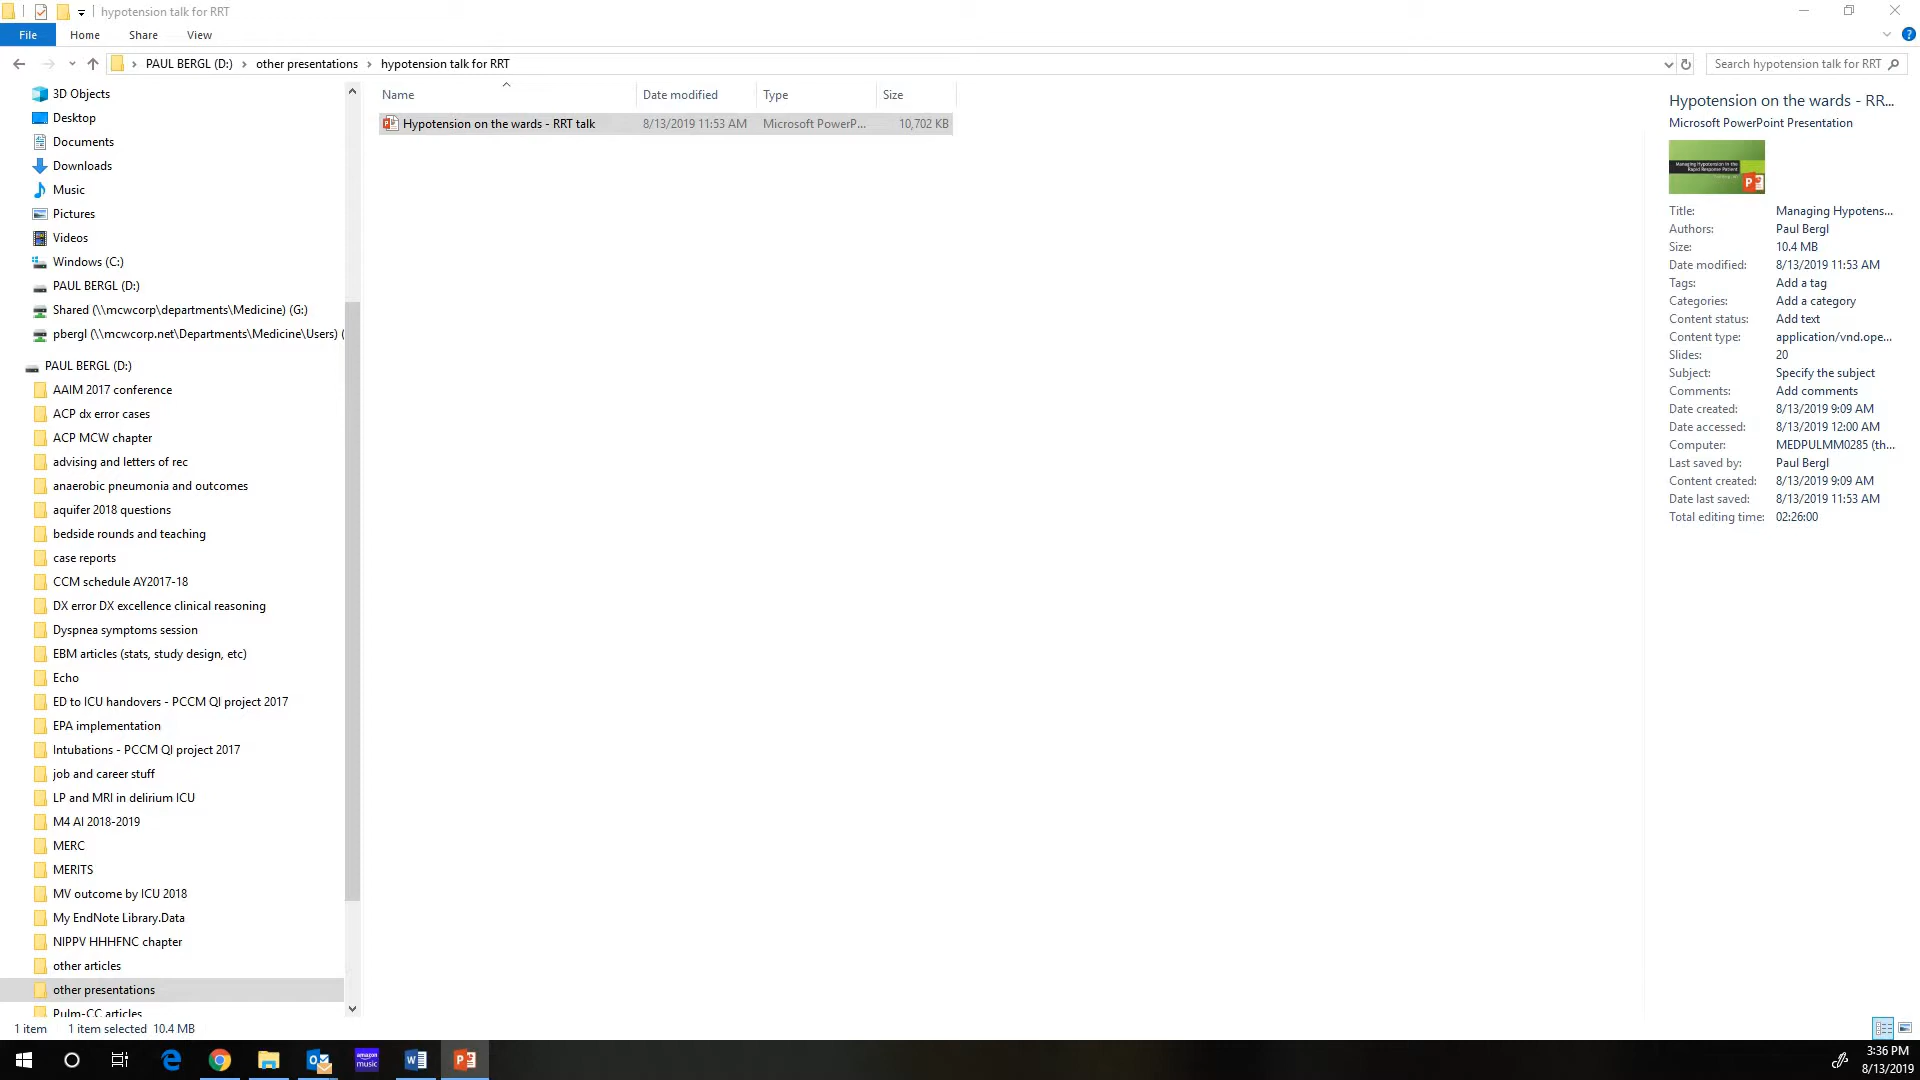 hypotension talk for RRT
File Home Share View
PAUL BERGL (D:) other presentations hypotension talk for RRT
Search hypotension talk for RRT
3D Objects
Desktop
Documents
Downloads
Music
Pictures
Videos
Windows (C:)
PAUL BERGL (D:)
Shared (\\mcwcorp\departments\Medicine) (G:)
pbergl (\\mcwcorp.net\Departments\Medicine\Users) (
PAUL BERGL (D:)
AAIM 2017 conference
ACP dx error cases
ACP MCW chapter
advising and letters of rec
anaerobic pneumonia and outcomes
aquifer 2018 questions
bedside rounds and teaching
case reports
CCM schedule AY2017-18
DX error DX excellence clinical reasoning
Dyspnea symptoms session
EBM articles (stats, study design, etc)
Echo
ED to ICU handovers - PCCM QI project 2017
EPA implementation
Intubations - PCCM QI project 2017
job and career stuff
LP and MRI in delirium ICU
M4 AI 2018-2019
MERC
MERITS
MV outcome by ICU 2018
My EndNote Library.Data
NIPPV HHHFNC chapter
other articles
other presentations
Pulm-CC articles
Name Date modified Type Size
Hypotension on the wards - RRT talk 8/13/2019 11:53 AM Microsoft PowerP... 10,702 KB
Hypotension on the wards - RR...
Microsoft PowerPoint Presentation
Managing Hypotension in the
Rapid Response Patient
Title: Managing Hypotens...
Authors: Paul Bergl
Size: 10.4 MB
Date modified: 8/13/2019 11:53 AM
Tags: Add a tag
Categories: Add a category
Content status: Add text
Content type: application/vnd.ope...
Slides: 20
Subject: Specify the subject
Comments: Add comments
Date created: 8/13/2019 9:09 AM
Date accessed: 8/13/2019 12:00 AM
Computer: MEDPULMM0285 (th...
Last saved by: Paul Bergl
Content created: 8/13/2019 9:09 AM
Date last saved: 8/13/2019 11:53 AM
Total editing time: 02:26:00
1 item 1 item selected 10.4 MB
amazon
music
3:36 PM
8/13/2019